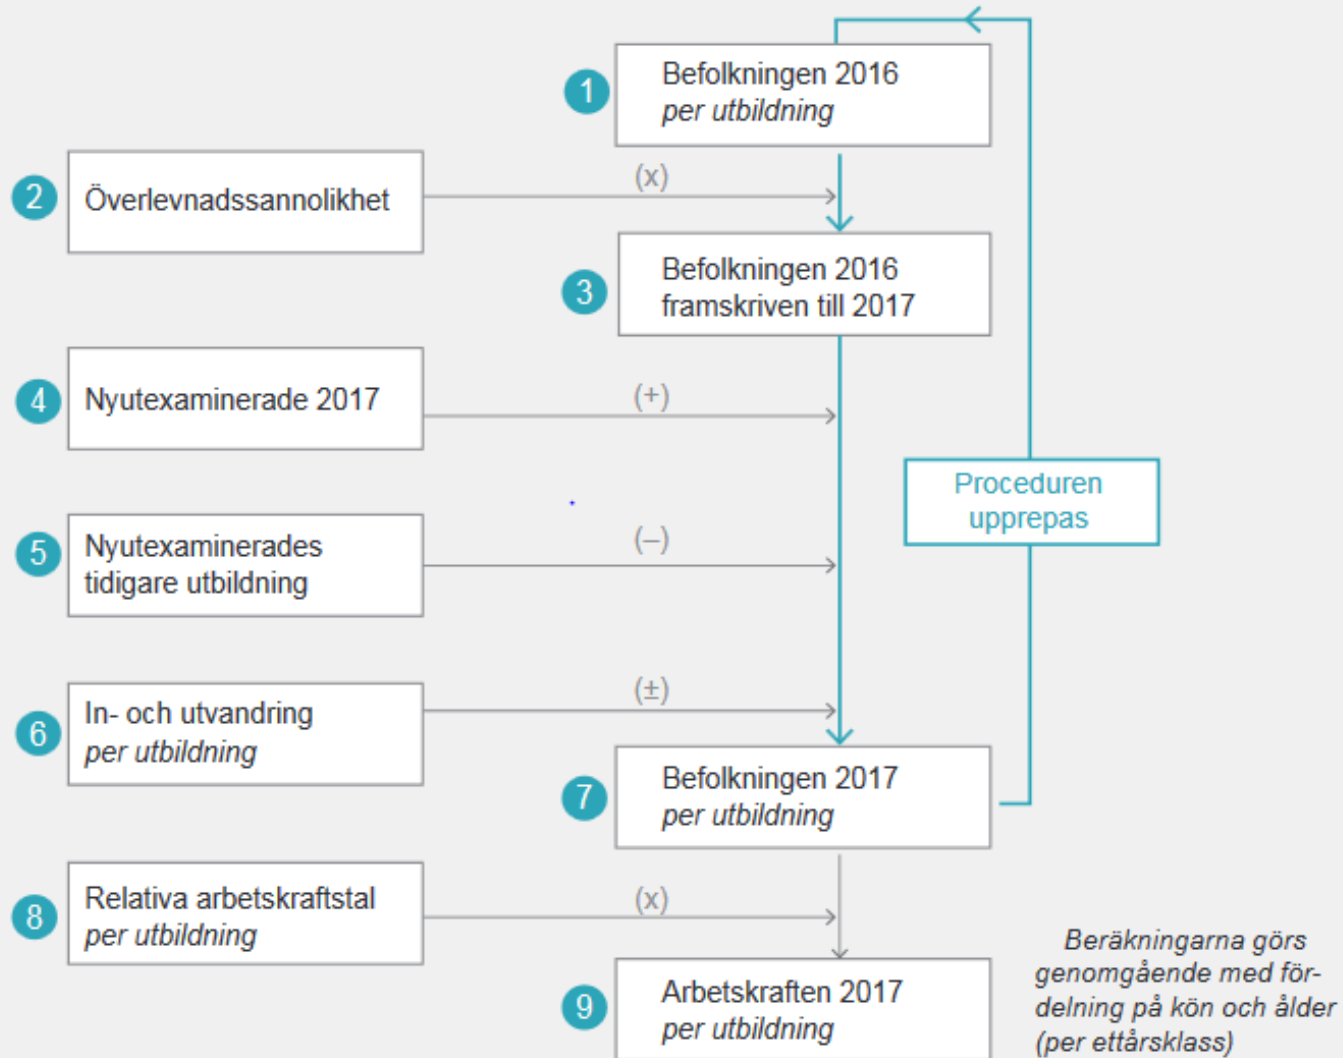 1
Befolkningen 2016
per utbildning
2
Överlevnadssannolikhet
(x)
3
Befolkningen 2016
framskriven till 2017
4
Nyutexaminerade 2017
(+)
Proceduren
upprepas
5
Nyutexaminerades
tidigare utbildning
(–)
6
In- och utvandring
per utbildning
(±)
7
Befolkningen 2017
per utbildning
8
Relativa arbetskraftstal
per utbildning
(x)
9
Arbetskraften 2017
per utbildning
Beräkningarna görs
genomgående med för-
delning på kön och ålder
(per ettårsklass)